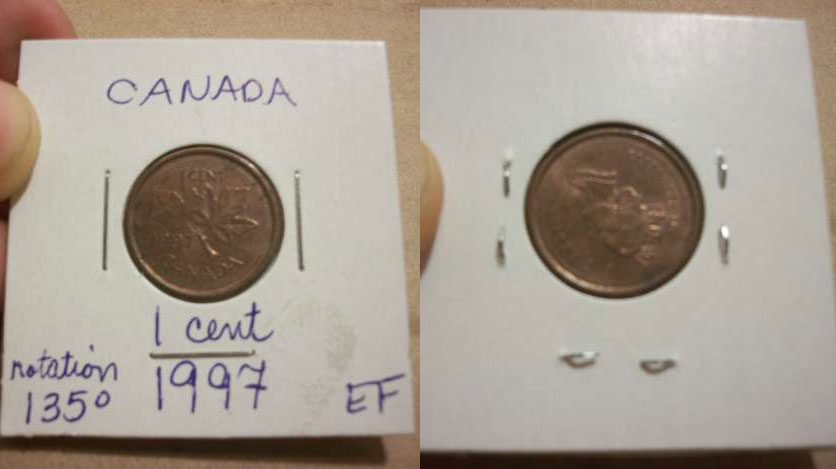 CANADA
1 CENT
CANADA
1 cent
1997
rotation
135°
EF